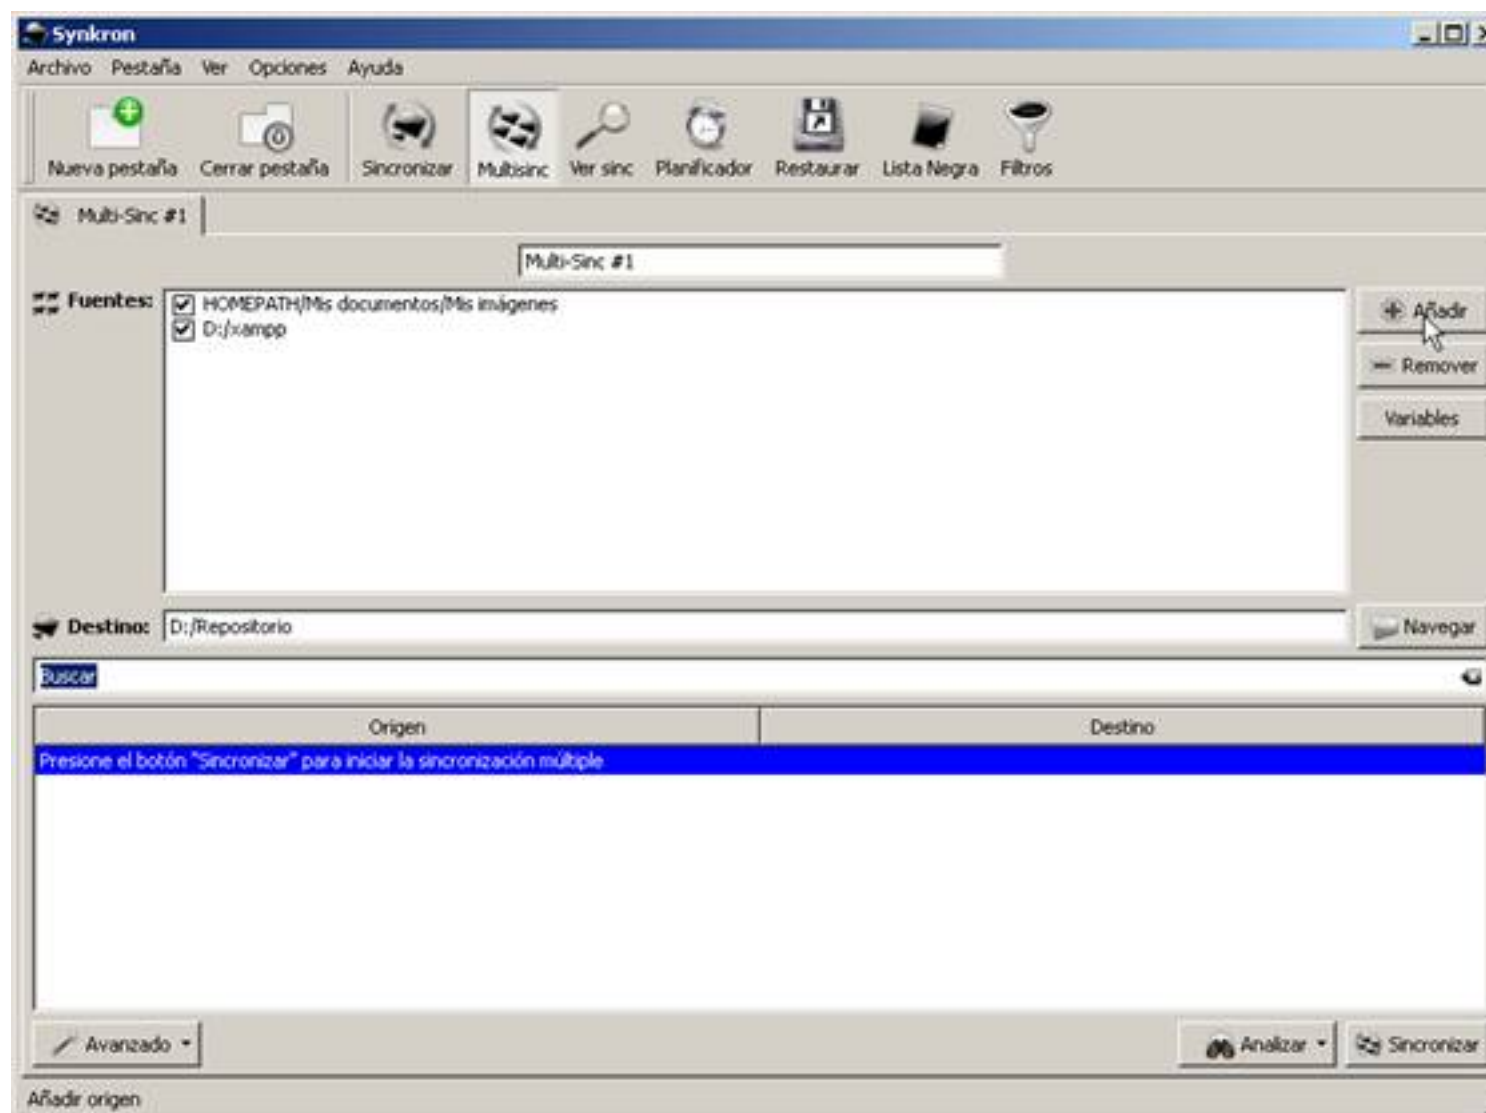 Synkron
Archivo Pestaña Ver Opciones Ayuda
Nueva pestaña Cerrar pestaña Sincronizar Multisinc Ver sinc Planificador Restaurar Lista Negra Filtros
Multi-Sinc #1
Multi-Sinc #1
Fuentes: HOMEPATH/Mis documentos/Mis imágenes
D:/xampp
Añadir
Remover
Variables
Destino: D:/Repositorio Navegar
Buscar
Origen Destino
Presione el botón "Sincronizar" para iniciar la sincronización múltiple
Avanzado Analizar Sincronizar
Añadir origen